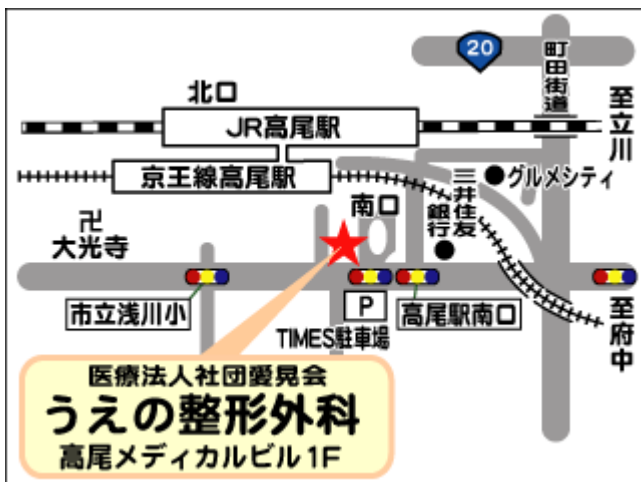 20
町田街道
北口
至立川
JR高尾駅
京王線高尾駅
三井住友
銀行
グルメシティ
卍
大光寺
南口
市立浅川小
P
高尾駅南口
至府中
TIMES駐車場
医療法人社団愛晃会
うえの整形外科
高尾メディカルビル1F